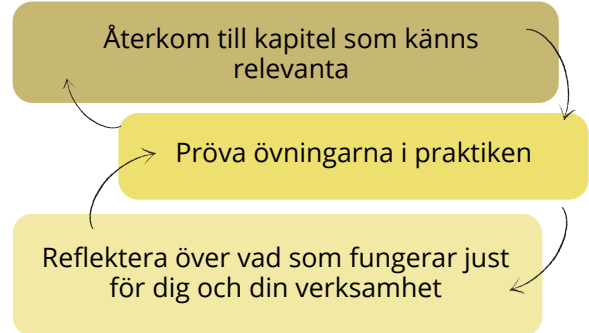 Återkom till kapitel som känns
relevanta
Pröva övningarna i praktiken
Reflektera över vad som fungerar just
för dig och din verksamhet